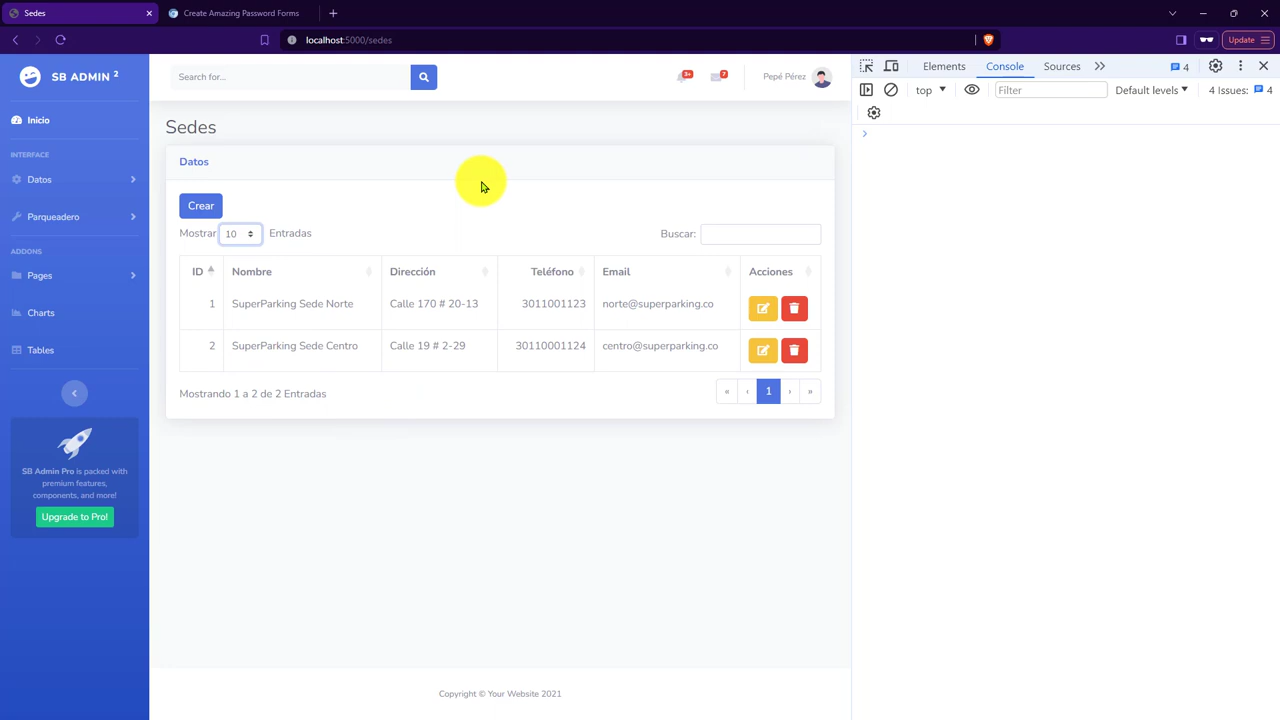 Sedes
Create Amazing Password Forms
localhost:5000/sedes
Update
SB ADMIN 2
Inicio
INTERFACE
Datos
Parqueadero
ADDONS
Pages
Charts
Tables
SB Admin Pro is packed with
premium features,
components, and more!
Upgrade to Pro!
Search for...
3+
7
Pepé Pérez
Sedes
Datos
Crear
Mostrar 10 Entradas
Buscar:
ID Nombre Dirección Teléfono Email Acciones
1 SuperParking Sede Norte Calle 170 # 20-13 3011001123 norte@superparking.co
2 SuperParking Sede Centro Calle 19 # 2-29 30110001124 centro@superparking.co
Mostrando 1 a 2 de 2 Entradas
« ‹ 1 › »
Copyright © Your Website 2021
Elements Console Sources 4
top Filter Default levels 4 Issues: 4